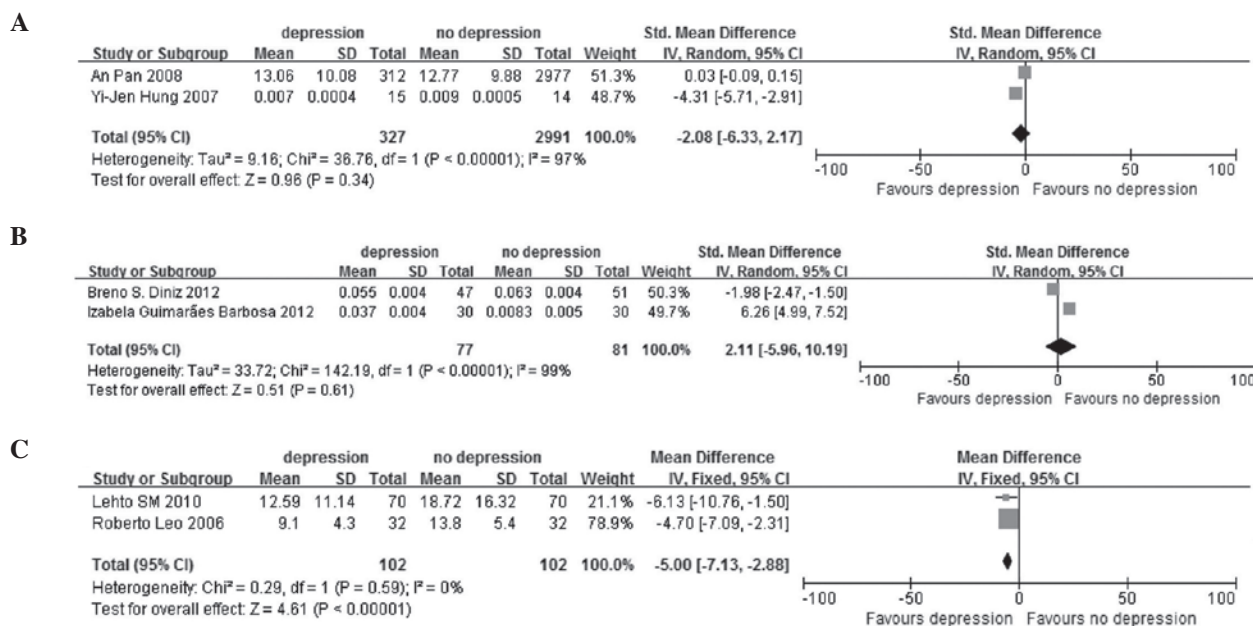 A
depression no depression Std. Mean Difference Std. Mean Difference
Study or Subgroup Mean SD Total Mean SD Total Weight IV, Random, 95% CI IV, Random, 95% CI
An Pan 2008 13.06 10.08 312 12.77 9.88 2977 51.3% 0.03 [-0.09, 0.15]
Yi-Jen Hung 2007 0.007 0.0004 15 0.009 0.0005 14 48.7% -4.31 [-5.71, -2.91]
Total (95% CI) 327 2991 100.0% -2.08 [-6.33, 2.17]
Heterogeneity: Tau² = 9.16; Chi² = 36.76, df = 1 (P < 0.00001); I² = 97%
Test for overall effect: Z = 0.96 (P = 0.34)
-100 -50 0 50 100
Favours depression Favours no depression
B
depression no depression Std. Mean Difference Std. Mean Difference
Study or Subgroup Mean SD Total Mean SD Total Weight IV, Random, 95% CI IV, Random, 95% CI
Breno S. Diniz 2012 0.055 0.004 47 0.063 0.004 51 50.3% -1.98 [-2.47, -1.50]
Izabela Guimarães Barbosa 2012 0.037 0.004 30 0.0083 0.005 30 49.7% 6.26 [4.99, 7.52]
Total (95% CI) 77 81 100.0% 2.11 [-5.96, 10.19]
Heterogeneity: Tau² = 33.72; Chi² = 142.19, df = 1 (P < 0.00001); I² = 99%
Test for overall effect: Z = 0.51 (P = 0.61)
-100 -50 0 50 100
Favours depression Favours no depression
C
depression no depression Mean Difference Mean Difference
Study or Subgroup Mean SD Total Mean SD Total Weight IV, Fixed, 95% CI IV, Fixed, 95% CI
Lehto SM 2010 12.59 11.14 70 18.72 16.32 70 21.1% -6.13 [-10.76, -1.50]
Roberto Leo 2006 9.1 4.3 32 13.8 5.4 32 78.9% -4.70 [-7.09, -2.31]
Total (95% CI) 102 102 100.0% -5.00 [-7.13, -2.88]
Heterogeneity: Chi² = 0.29, df = 1 (P = 0.59); I² = 0%
Test for overall effect: Z = 4.61 (P < 0.00001)
-100 -50 0 50 100
Favours depression Favours no depression